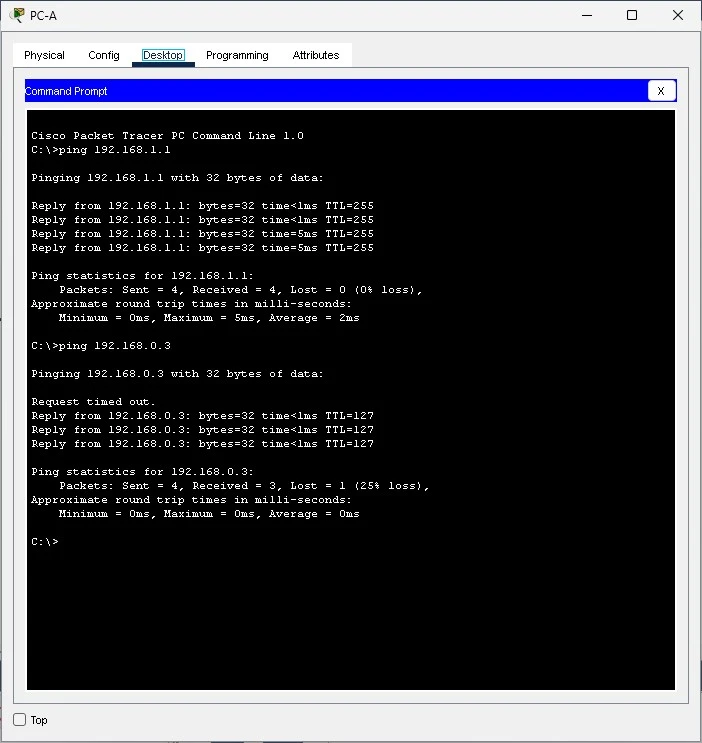 PC-A
Physical Config Desktop Programming Attributes
Command Prompt X
Cisco Packet Tracer PC Command Line 1.0
C:\>ping 192.168.1.1
Pinging 192.168.1.1 with 32 bytes of data:
Reply from 192.168.1.1: bytes=32 time<1ms TTL=255
Reply from 192.168.1.1: bytes=32 time<1ms TTL=255
Reply from 192.168.1.1: bytes=32 time=5ms TTL=255
Reply from 192.168.1.1: bytes=32 time=5ms TTL=255
Ping statistics for 192.168.1.1:
    Packets: Sent = 4, Received = 4, Lost = 0 (0% loss),
Approximate round trip times in milli-seconds:
    Minimum = 0ms, Maximum = 5ms, Average = 2ms
C:\>ping 192.168.0.3
Pinging 192.168.0.3 with 32 bytes of data:
Request timed out.
Reply from 192.168.0.3: bytes=32 time<1ms TTL=127
Reply from 192.168.0.3: bytes=32 time<1ms TTL=127
Reply from 192.168.0.3: bytes=32 time<1ms TTL=127
Ping statistics for 192.168.0.3:
    Packets: Sent = 4, Received = 3, Lost = 1 (25% loss),
Approximate round trip times in milli-seconds:
    Minimum = 0ms, Maximum = 0ms, Average = 0ms
C:\>
Top